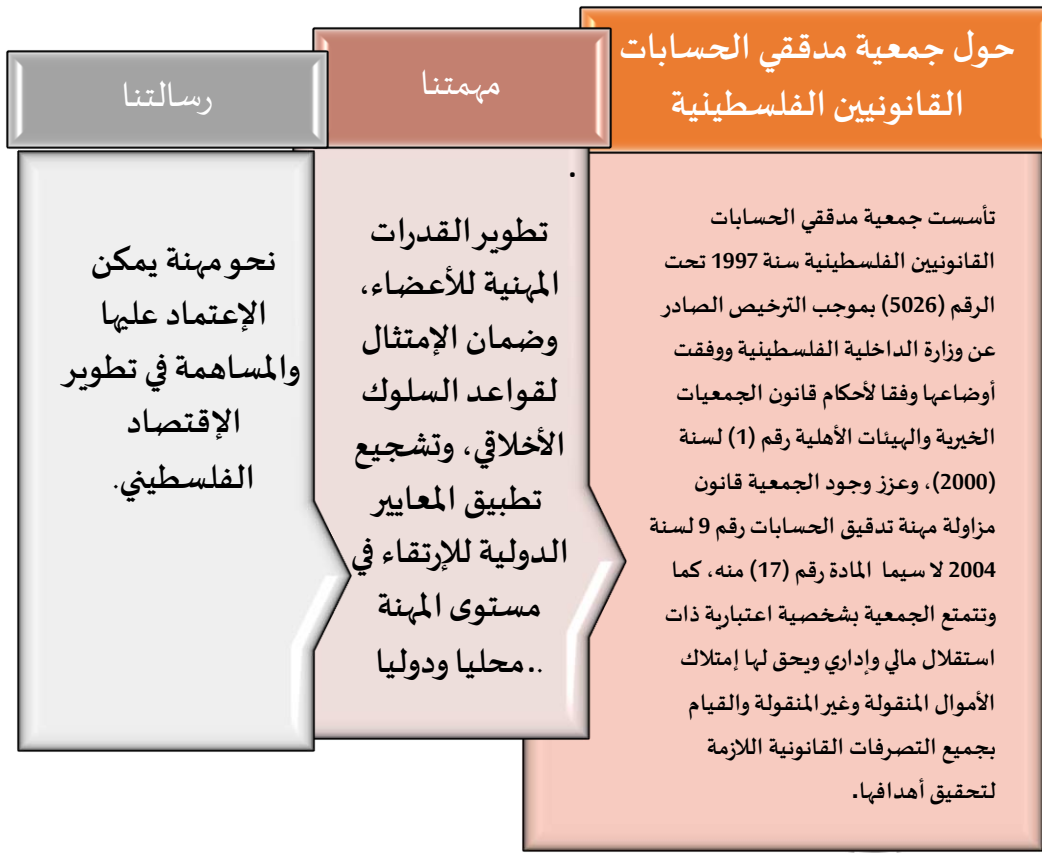 حول جمعية مدققي الحسابات
القانونيين الفلسطينية
تأسست جمعية مدققي الحسابات
القانونيين الفلسطينية سنة 1997 تحت
الرقم (5026) بموجب الترخيص الصادر
عن وزارة الداخلية الفلسطينية ووفقت
أوضاعها وفقا لأحكام قانون الجمعيات
الخيرية والهيئات الأهلية رقم (1) لسنة
(2000)، وعزز وجود الجمعية قانون
مزاولة مهنة تدقيق الحسابات رقم 9 لسنة
2004 لا سيما المادة رقم (17) منه، كما
وتتمتع الجمعية بشخصية اعتبارية ذات
استقلال مالي وإداري ويحق لها إمتلاك
الأموال المنقولة وغير المنقولة والقيام
بجميع التصرفات القانونية اللازمة
لتحقيق أهدافها.
مهمتنا
.
تطوير القدرات
المهنية للأعضاء،
وضمان الإمتثال
لقواعد السلوك
الأخلاقي، وتشجيع
تطبيق المعايير
الدولية للإرتقاء في
مستوى المهنة
محليا ودوليا..
رسالتنا
نحو مهنة يمكن
الإعتماد عليها
والمساهمة في تطوير
الإقتصاد
الفلسطيني.